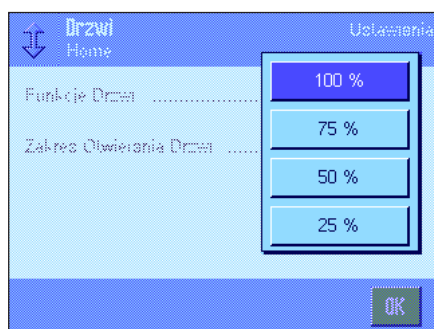 Drzwi
Ustawienia
Home
Funkcje Drzwi ....................
Zakres Otwierania Drzwi ......
100 %
75 %
50 %
25 %
OK